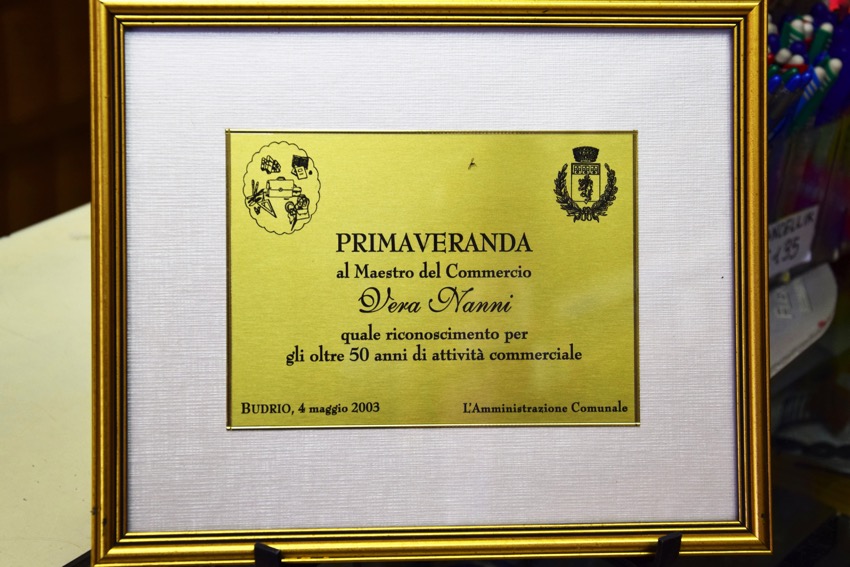 PRIMAVERANDA
al Maestro del Commercio
Vera Nanni
quale riconoscimento per
gli oltre 50 anni di attività commerciale
BUDRIO, 4 maggio 2003
L'Amministrazione Comunale